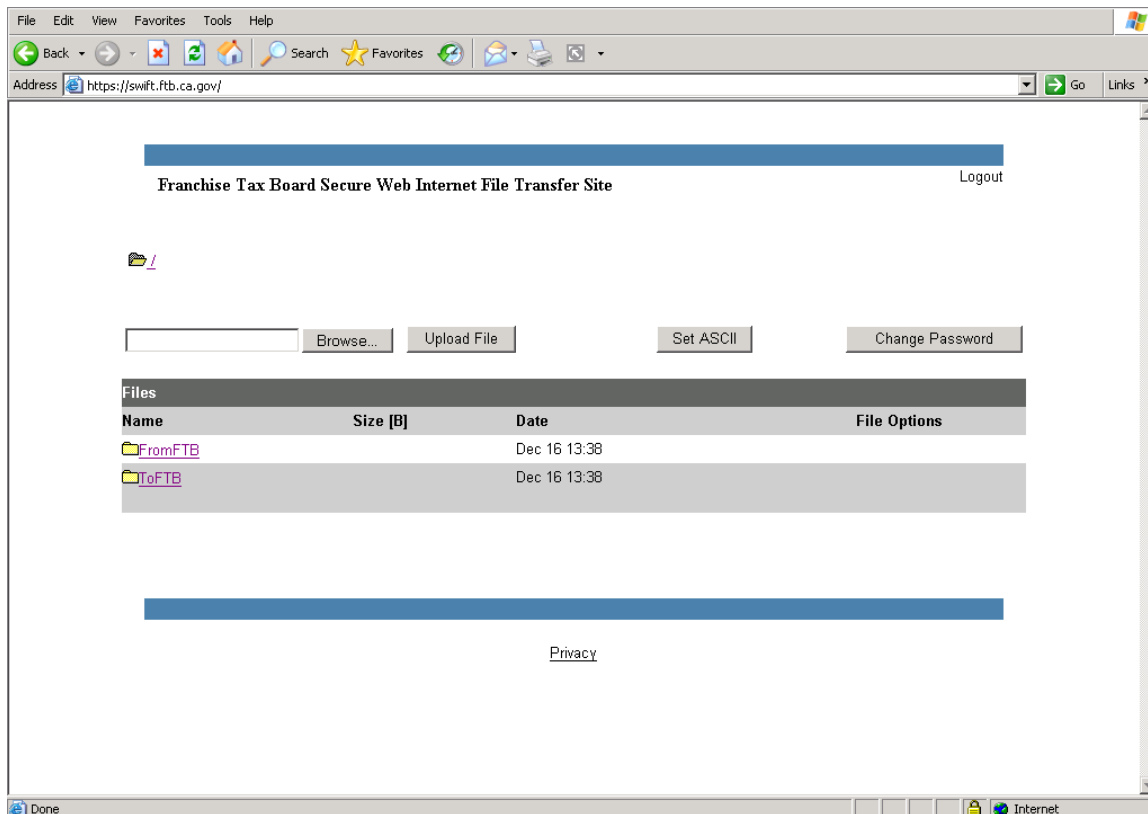 File Edit View Favorites Tools Help
Back Search Favorites
Address https://swift.ftb.ca.gov/ Go Links
Franchise Tax Board Secure Web Internet File Transfer Site
Logout
/
Browse... Upload File Set ASCII Change Password
Files
Name Size [B] Date File Options
FromFTB Dec 16 13:38
ToFTB Dec 16 13:38
Privacy
Done Internet